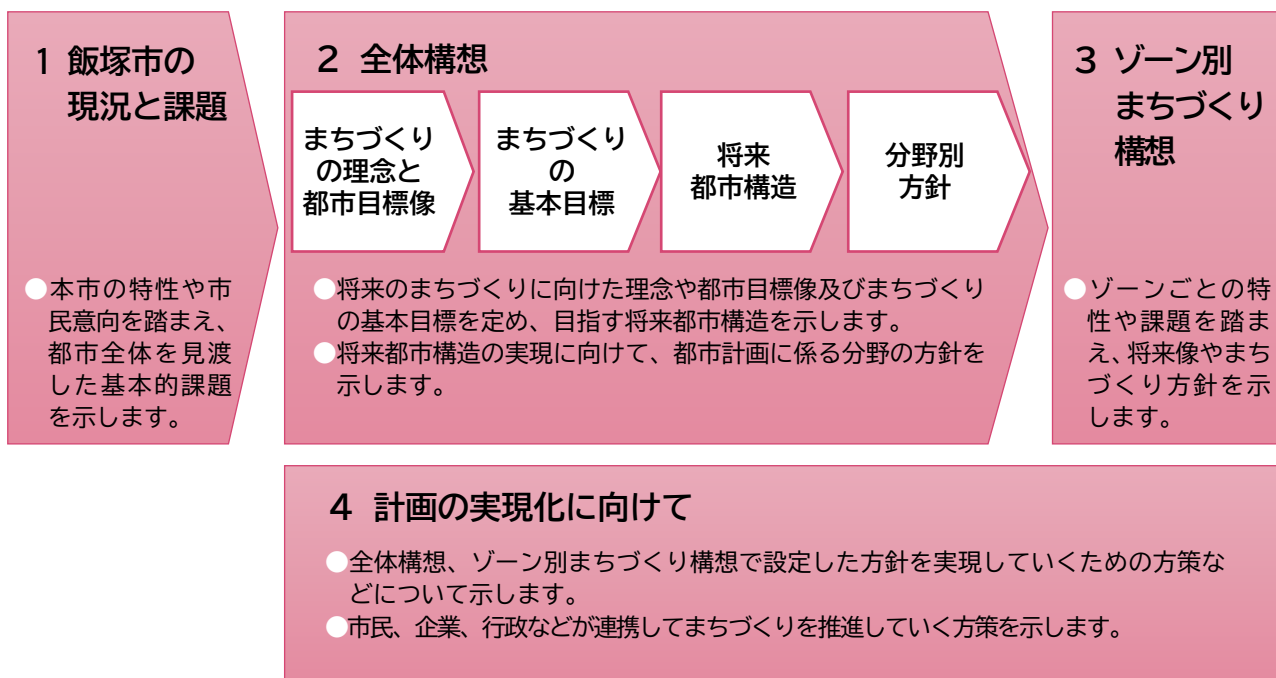 1 飯塚市の
現況と課題
●本市の特性や市
民意向を踏まえ、
都市全体を見渡
した基本的課題
を示します。
2 全体構想
まちづくり
の理念と
都市目標像
まちづくり
の
基本目標
将来
都市構造
分野別
方針
●将来のまちづくりに向けた理念や都市目標像及びまちづくり
の基本目標を定め、目指す将来都市構造を示します。
●将来都市構造の実現に向けて、都市計画に係る分野の方針を
示します。
3 ゾーン別
まちづくり
構想
●ゾーンごとの特
性や課題を踏ま
え、将来像やまち
づくり方針を示
します。
4 計画の実現化に向けて
●全体構想、ゾーン別まちづくり構想で設定した方針を実現していくための方策な
どについて示します。
●市民、企業、行政などが連携してまちづくりを推進していく方策を示します。